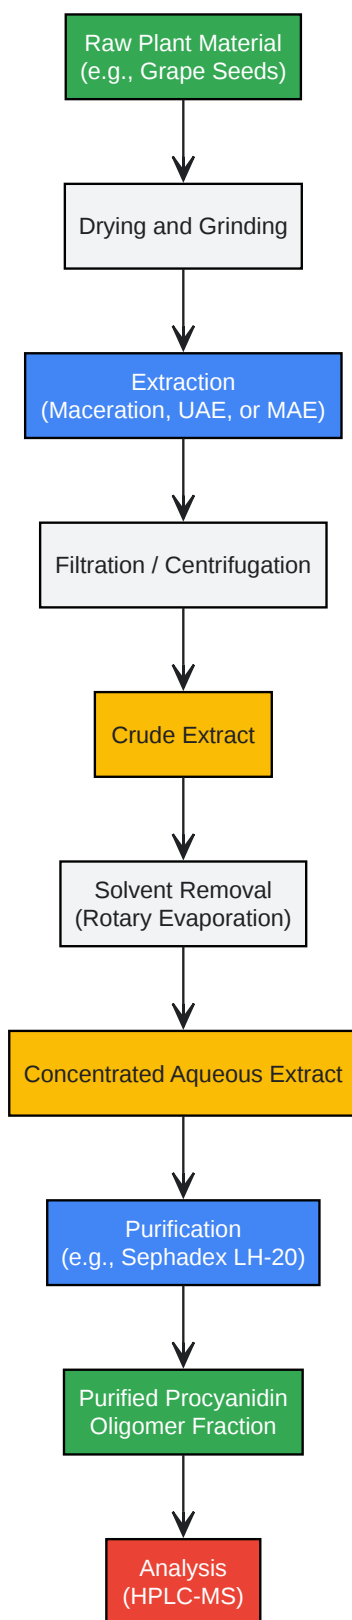 Raw Plant Material
(e.g., Grape Seeds)
Drying and Grinding
Extraction
(Maceration, UAE, or MAE)
Filtration / Centrifugation
Crude Extract
Solvent Removal
(Rotary Evaporation)
Concentrated Aqueous Extract
Purification
(e.g., Sephadex LH-20)
Purified Procyanidin
Oligomer Fraction
Analysis
(HPLC-MS)